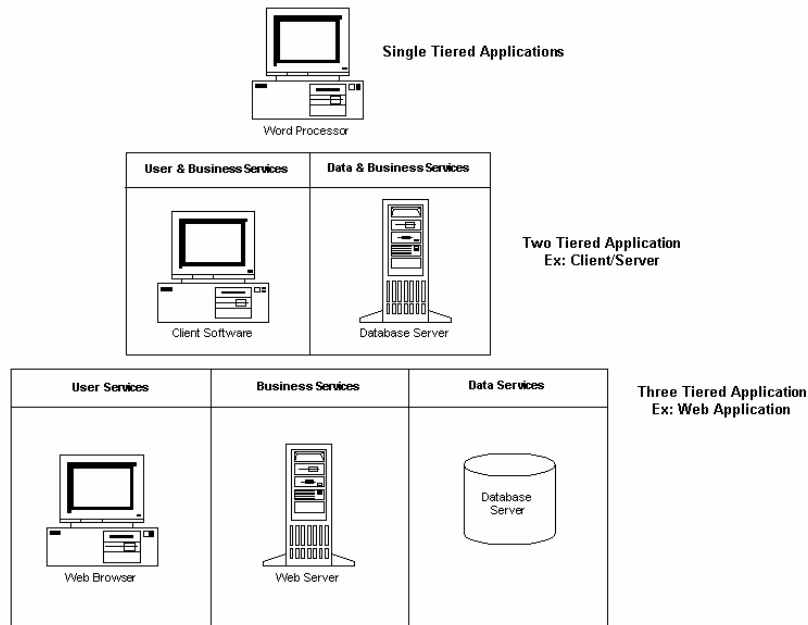 Single Tiered Applications
Word Processor
User & Business Services
Data & Business Services
Client Software
Database Server
Two Tiered Application
Ex: Client/Server
User Services
Business Services
Data Services
Three Tiered Application
Ex: Web Application
Web Browser
Web Server
Database
Server